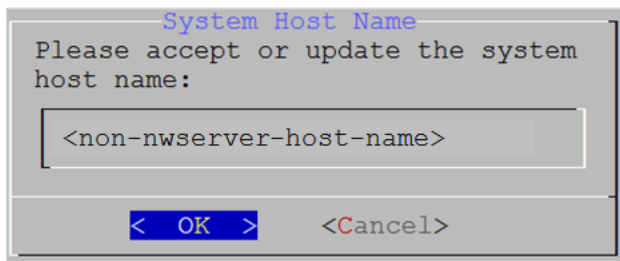 System Host Name
Please accept or update the system
host name:
<non-nwserver-host-name>
< OK > <Cancel>